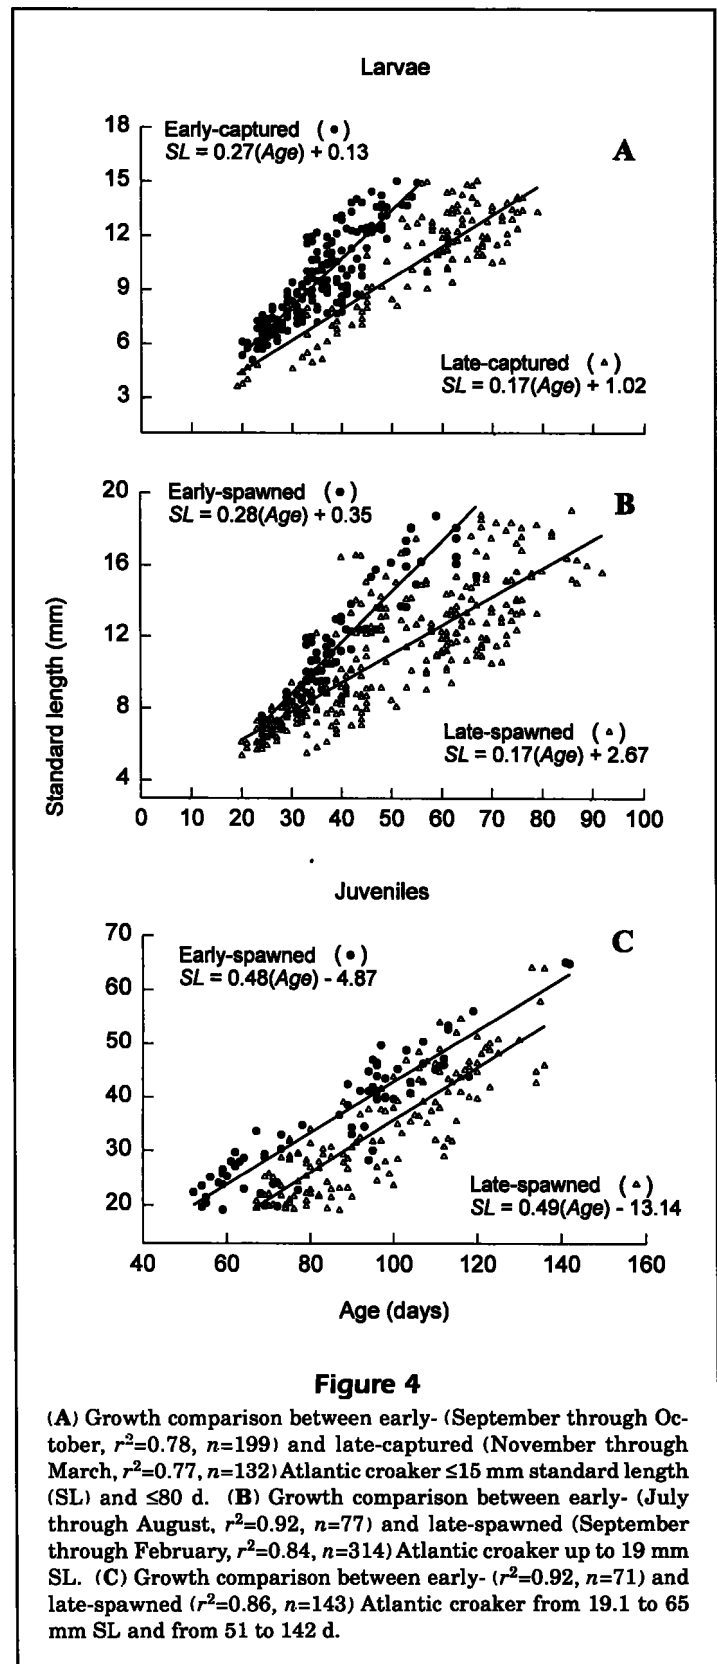 Larvae
18
15
12
9
6
3
Early-captured (●)
SL = 0.27(Age) + 0.13
A
Late-captured (▵)
SL = 0.17(Age) + 1.02
Standard length (mm)
20
16
12
8
4
Early-spawned (●)
SL = 0.28(Age) + 0.35
B
Late-spawned (▵)
SL = 0.17(Age) + 2.67
0 10 20 30 40 50 60 70 80 90 100
Juveniles
70
60
50
40
30
20
Early-spawned (●)
SL = 0.48(Age) - 4.87
C
Late-spawned (▵)
SL = 0.49(Age) - 13.14
40 60 80 100 120 140 160
Age (days)
Figure 4
(A) Growth comparison between early- (September through Oc-
tober, r²=0.78, n=199) and late-captured (November through
March, r²=0.77, n=132) Atlantic croaker ≤15 mm standard length
(SL) and ≤80 d. (B) Growth comparison between early- (July
through August, r²=0.92, n=77) and late-spawned (September
through February, r²=0.84, n=314) Atlantic croaker up to 19 mm
SL. (C) Growth comparison between early- (r²=0.92, n=71) and
late-spawned (r²=0.86, n=143) Atlantic croaker from 19.1 to 65
mm SL and from 51 to 142 d.